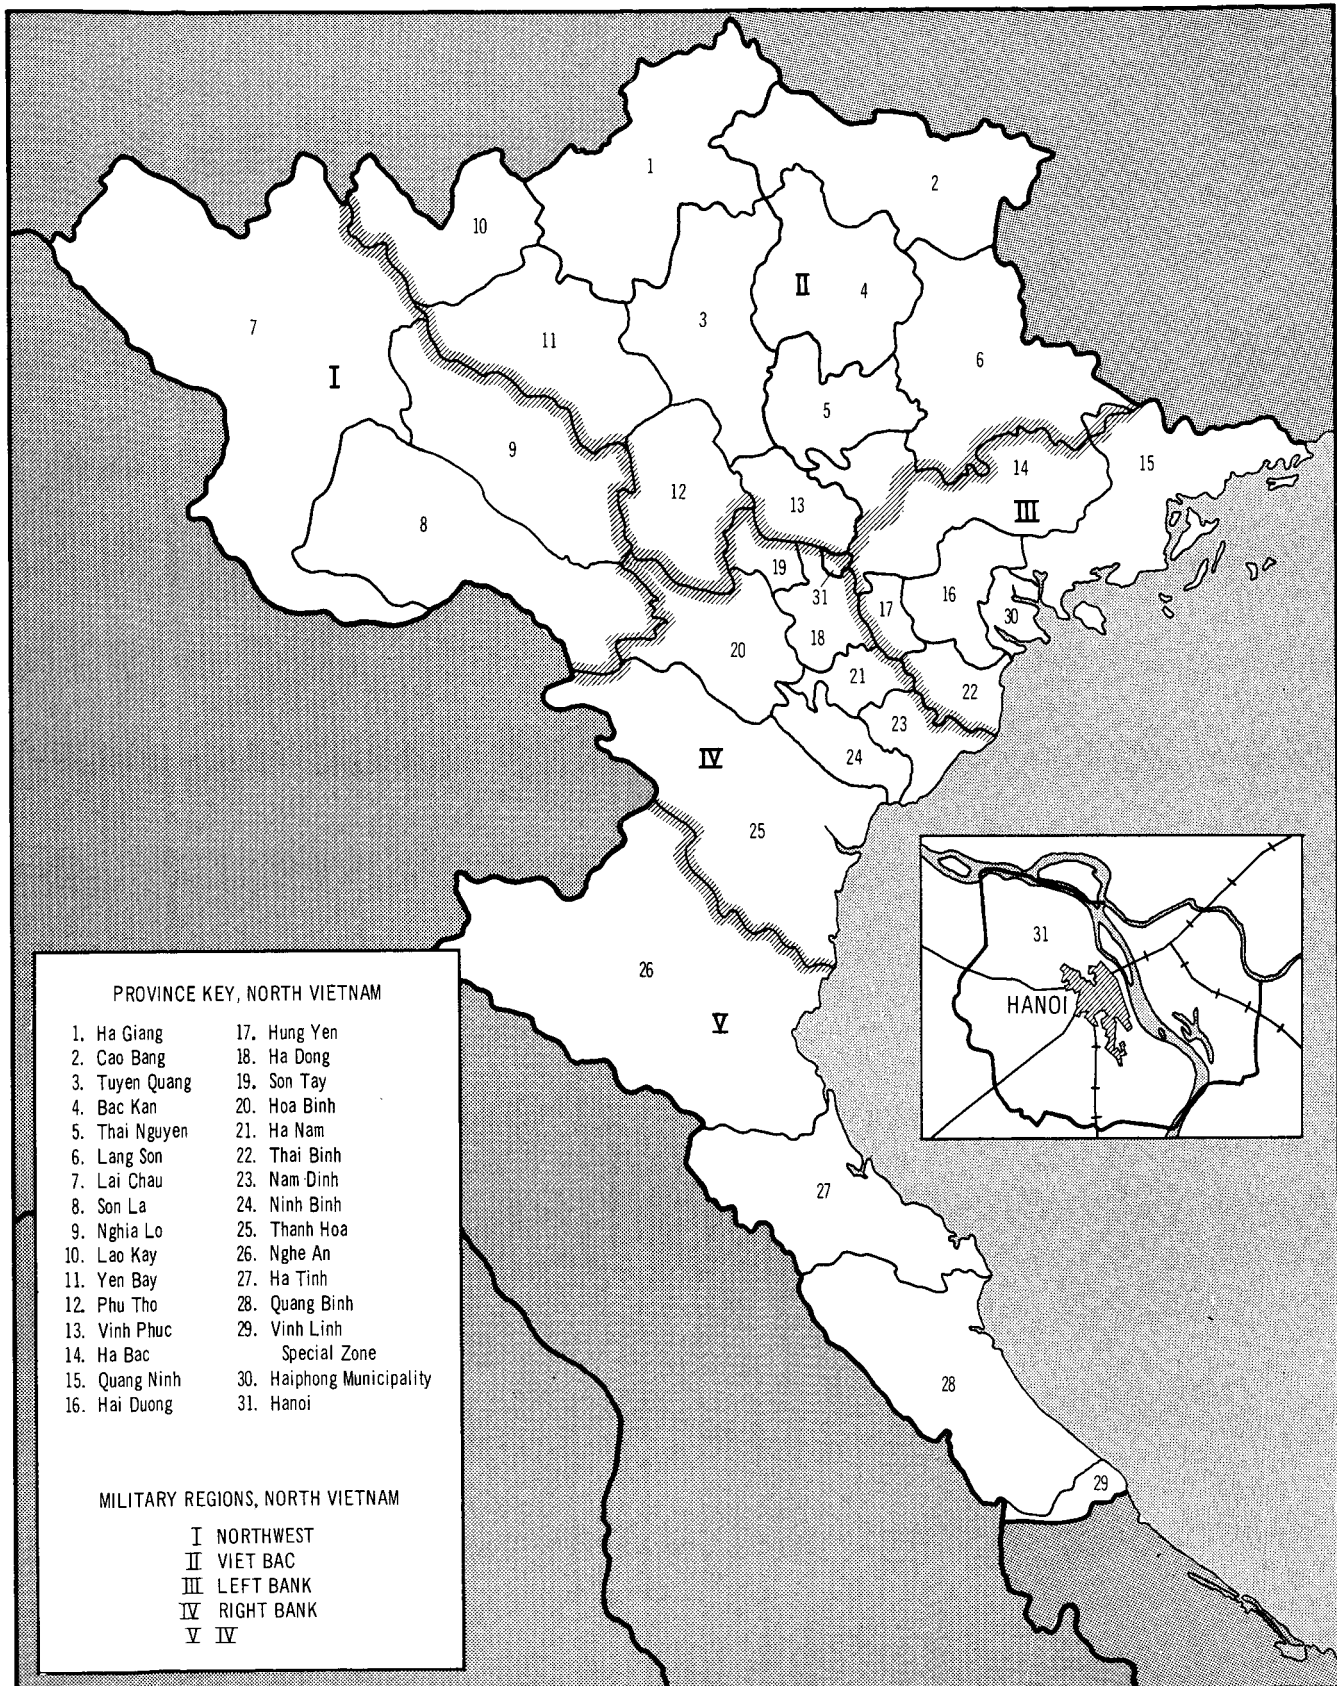 1
2
10
II
4
7
3
11
6
I
5
9
14
15
12
13
III
8
19
16
31
17
30
18
20
21
22
23
IV
24
25
31
HANOI
26
V
27
28
29
PROVINCE KEY, NORTH VIETNAM
1. Ha Giang
2. Cao Bang
3. Tuyen Quang
4. Bac Kan
5. Thai Nguyen
6. Lang Son
7. Lai Chau
8. Son La
9. Nghia Lo
10. Lao Kay
11. Yen Bay
12. Phu Tho
13. Vinh Phuc
14. Ha Bac
15. Quang Ninh
16. Hai Duong
17. Hung Yen
18. Ha Dong
19. Son Tay
20. Hoa Binh
21. Ha Nam
22. Thai Binh
23. Nam Dinh
24. Ninh Binh
25. Thanh Hoa
26. Nghe An
27. Ha Tinh
28. Quang Binh
29. Vinh Linh
Special Zone
30. Haiphong Municipality
31. Hanoi
MILITARY REGIONS, NORTH VIETNAM
I NORTHWEST
II VIET BAC
III LEFT BANK
IV RIGHT BANK
V IV